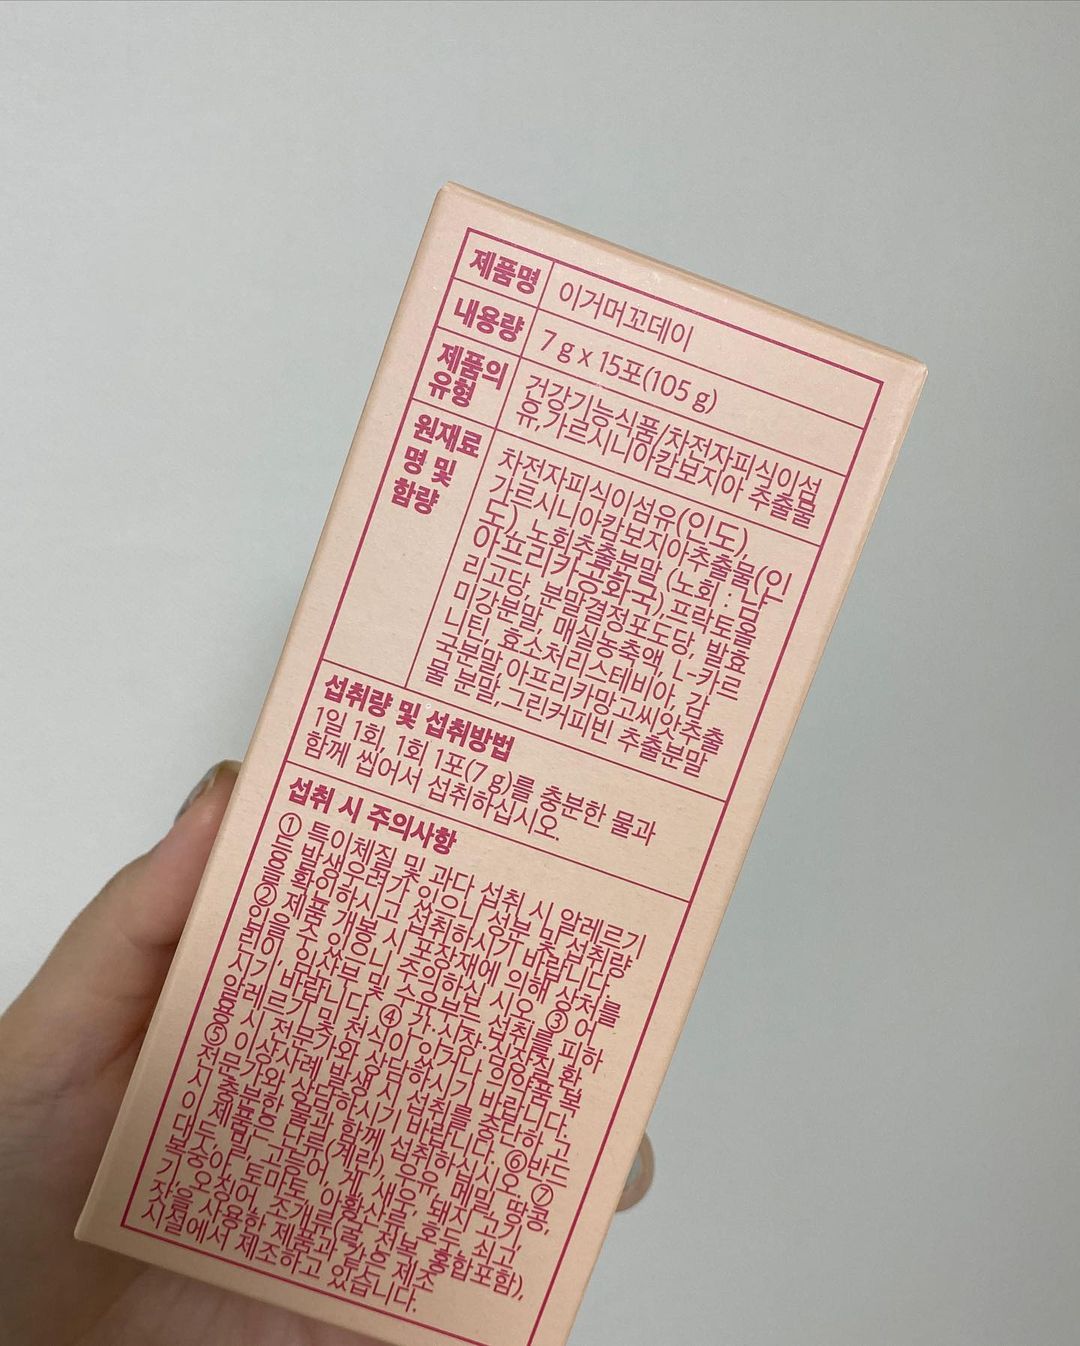 제품명 이거머꼬데이
내용량 7 g x 15포(105 g)
제품의
유형
건강기능식품/차전자피식이섬
유,가르시니아캄보지아 추출물
원재료
명 및
함량
차전자피식이섬유(인도),
가르시니아캄보지아추출물(인
도), 노회추출분말 (노회 : 남
아프리카공화국), 프락토올
리고당, 분말결정포도당, 발효
미강분말, 매실농축액, L-카르
니틴, 효소처리스테비아, 감
국분말,아프리카망고씨앗추출
물 분말,그린커피빈 추출분말
섭취량 및 섭취방법
1일 1회, 1회 1포(7 g)를 충분한 물과
함께 씹어서 섭취하십시오.
섭취 시 주의사항
① 특이체질 및 과다 섭취 시 알레르기
등 발생우려가 있으니 성분 및 섭취량
을 확인하시고 섭취하시기 바랍니다.
② 제품 개봉 시 포장재에 의해 상처를
입을 수 있으니 주의하십 시오. ③ 어
린이, 임산부 및 수유부는 섭취를 피하
시기 바랍니다. ④ 간·시장·빗장질 환,
알레르기 및 천식이 있거나 의약품 복
용 시 전문가와 상담하시기 바랍니다.
⑤ 이상사례 발생 시 섭취를 중단하 고
전문가와 상담하시기 바랍니다. ⑥반드
시 충분한 물과 함께 섭취하십시오. ⑦
이 제품은 난류(계란), 우유, 메밀, 땅콩,
대두, 밀, 고등어, 게, 새우, 돼지 고기,
복숭아, 토마토, 아황산류, 호두, 쇠고,
기, 오징어, 조개류(굴, 전복, 홍합포함),
잣을 사용한 제품과 같은 제조
시설에서 제조하고 있습니다.